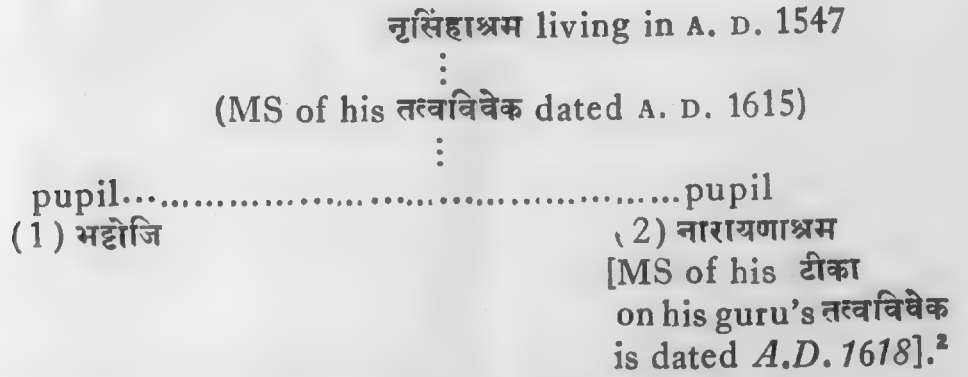 नृसिंहाश्रम living in A. D. 1547
(MS of his तत्वविवेक dated A. D. 1615)
pupil...........................................pupil
(1) भट्टोजि (2) नारायणाश्रम
[MS of his टीका
on his guru's तत्वविवेक
is dated A.D. 1618].²